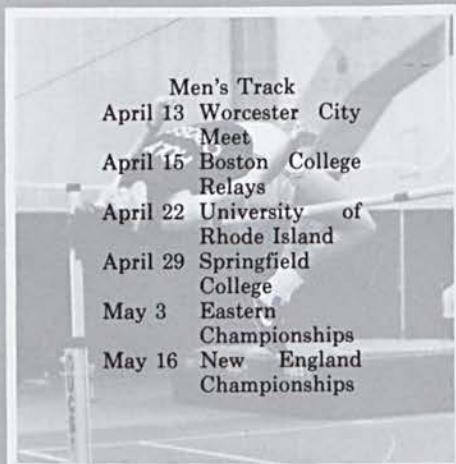 Men's Track
April 13 Worcester City
Meet
April 15 Boston College
Relays
April 22 University of
Rhode Island
April 29 Springfield
College
May 3 Eastern
Championships
May 16 New England
Championships